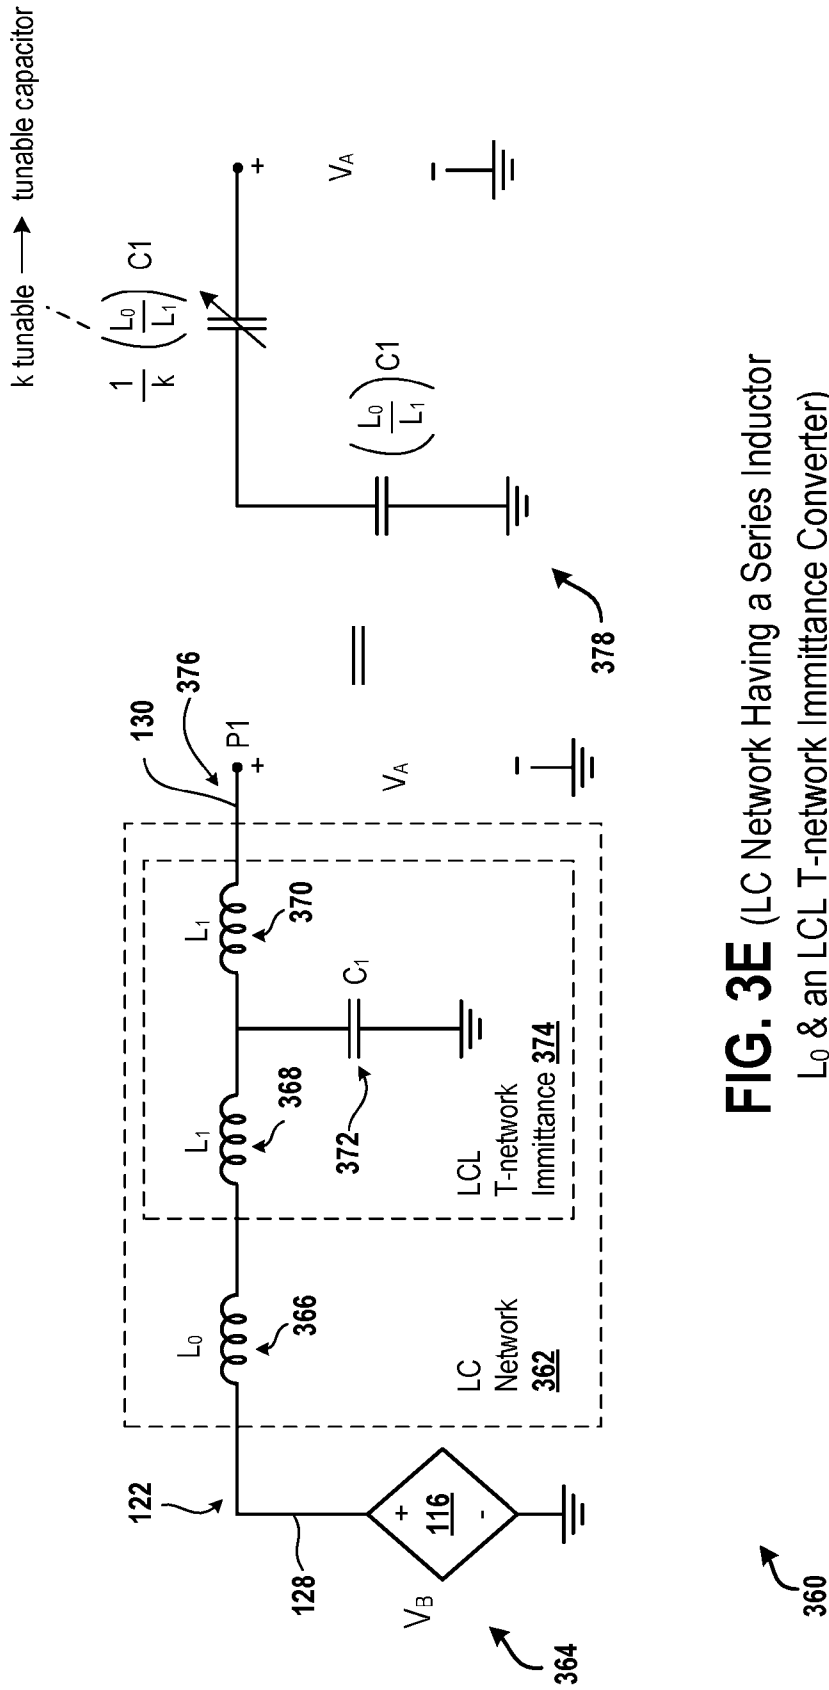 k tunable → tunable capacitor
1/k (L0/L1) C1
(L0/L1) C1
+
VA
-
378
=
122
128
VB
+
116
-
364
L0
366
LC
Network
362
L1
368
L1
370
372
C1
LCL
T-network
Immittance 374
130
376
P1
+
VA
-
360
FIG. 3E (LC Network Having a Series Inductor
L0 & an LCL T-network Immittance Converter)